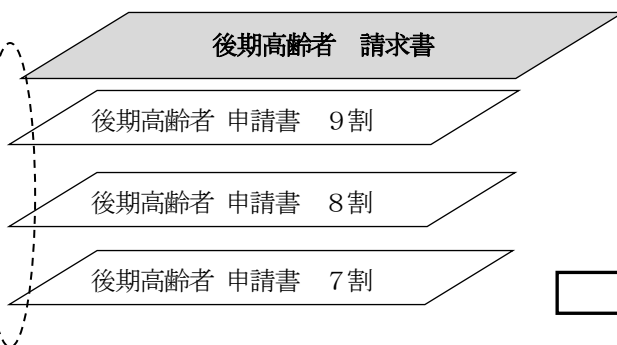 後期高齢者　請求書
後期高齢者 申請書　９割
後期高齢者 申請書　８割
後期高齢者 申請書　７割